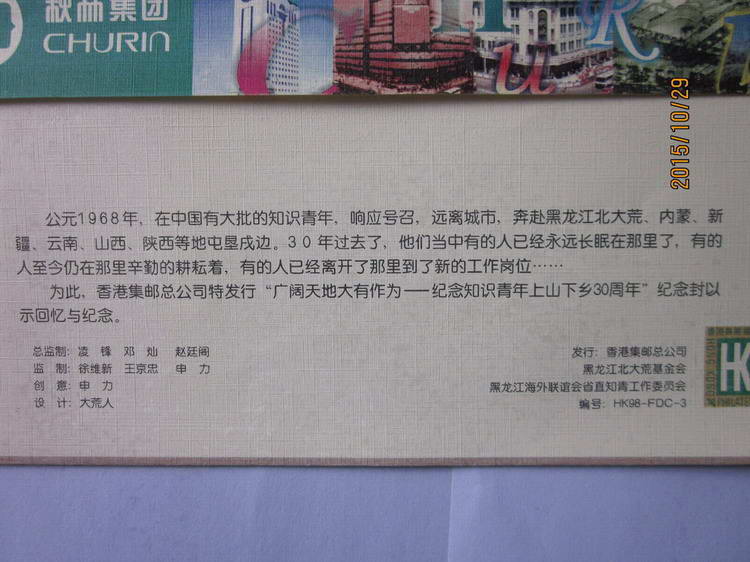 秋林集团
CHURIN
C h u R i
2015/10/29
公元1968年，在中国有大批的知识青年，响应号召，远离城市，奔赴黑龙江北大荒、内蒙、新
疆、云南、山西、陕西等地屯垦戍边。30年过去了，他们当中有的人已经永远长眠在那里了，有的
人至今仍在那里辛勤的耕耘着，有的人已经离开了那里到了新的工作岗位……
为此，香港集邮总公司特发行“广阔天地大有作为——纪念知识青年上山下乡30周年”纪念封以
示回忆与纪念。
总监制：凌 锋 邓 灿 赵廷阁
监 制：徐维新 王京忠 申 力
创 意：申 力
设 计：大荒人
发行：香港集邮总公司
黑龙江北大荒基金会
黑龙江海外联谊会省直知青工作委员会
编号：HK98-FDC-3
HK